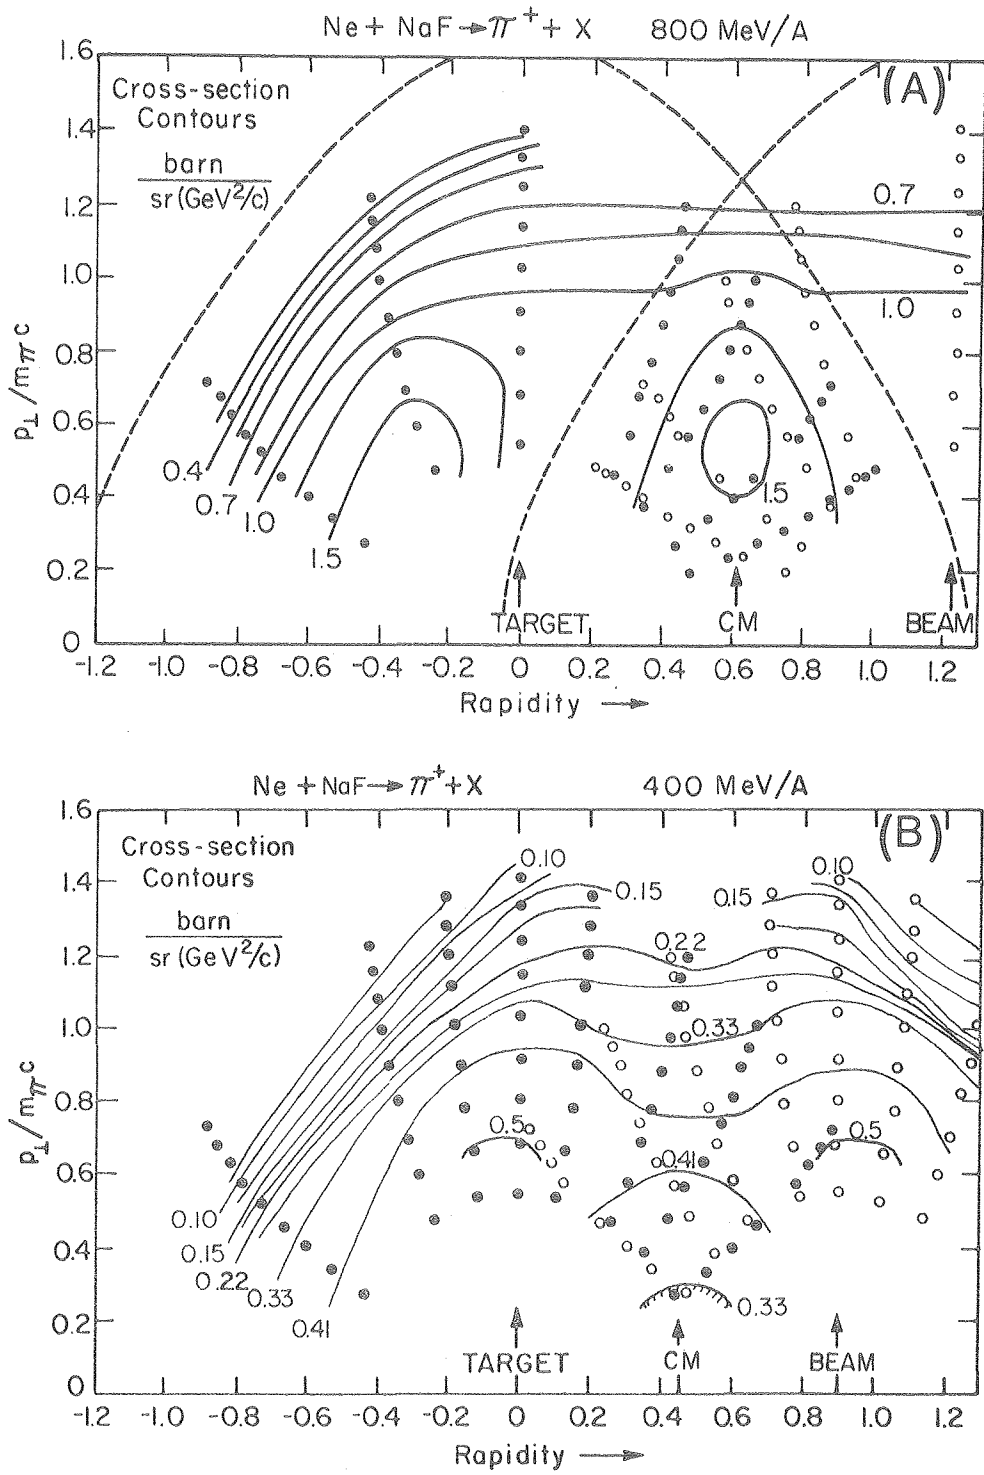 Ne + NaF → π⁺ + X 800 MeV/A
(A)
Cross-section
Contours
barn
sr(GeV²/c)
1.6
1.4
1.2
1.0
0.8
0.6
0.4
0.2
0
p⊥/mπc
0.4
0.7
1.0
1.5
0.7
1.0
1.5
TARGET
CM
BEAM
-1.2 -1.0 -0.8 -0.6 -0.4 -0.2 0 0.2 0.4 0.6 0.8 1.0 1.2
Rapidity →
Ne + NaF → π⁺ + X 400 MeV/A
(B)
Cross-section
Contours
barn
sr(GeV²/c)
1.6
1.4
1.2
1.0
0.8
0.6
0.4
0.2
0
p⊥/mπc
0.10
0.15
0.10
0.15
0.22
0.33
0.5
0.5
0.41
0.10
0.15
0.22
0.33
0.41
0.33
TARGET
CM
BEAM
-1.2 -1.0 -0.8 -0.6 -0.4 -0.2 0 0.2 0.4 0.6 0.8 1.0 1.2
Rapidity →